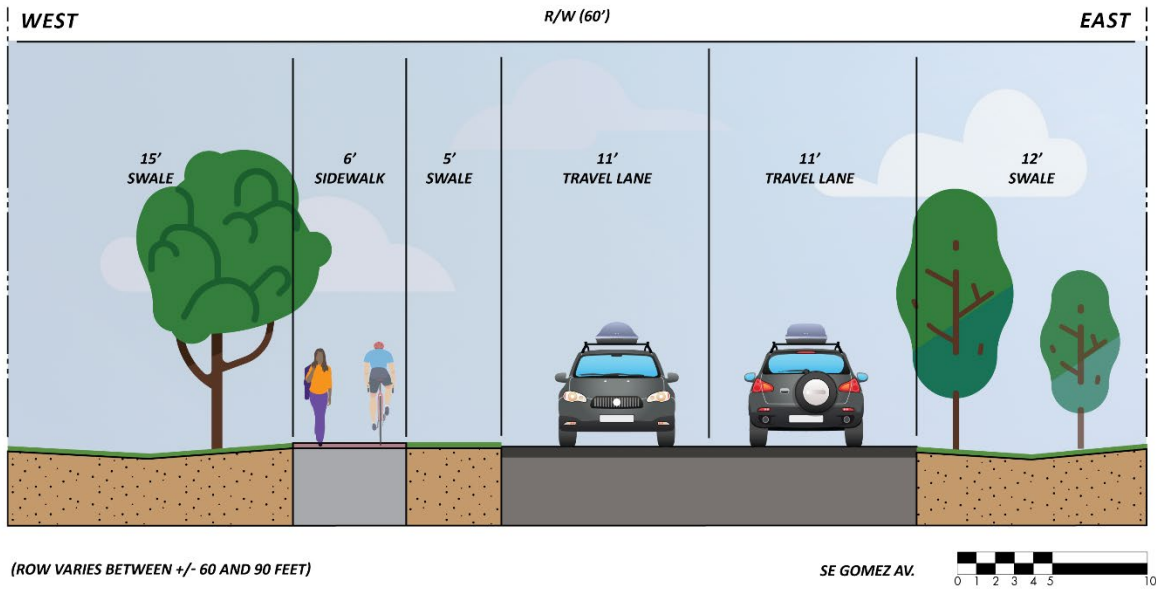 WEST
R/W (60’)
EAST
15’
SWALE
6’
SIDEWALK
5’
SWALE
11’
TRAVEL LANE
11’
TRAVEL LANE
12’
SWALE
(ROW VARIES BETWEEN +/- 60 AND 90 FEET)
SE GOMEZ AV.
0 1 2 3 4 5 10